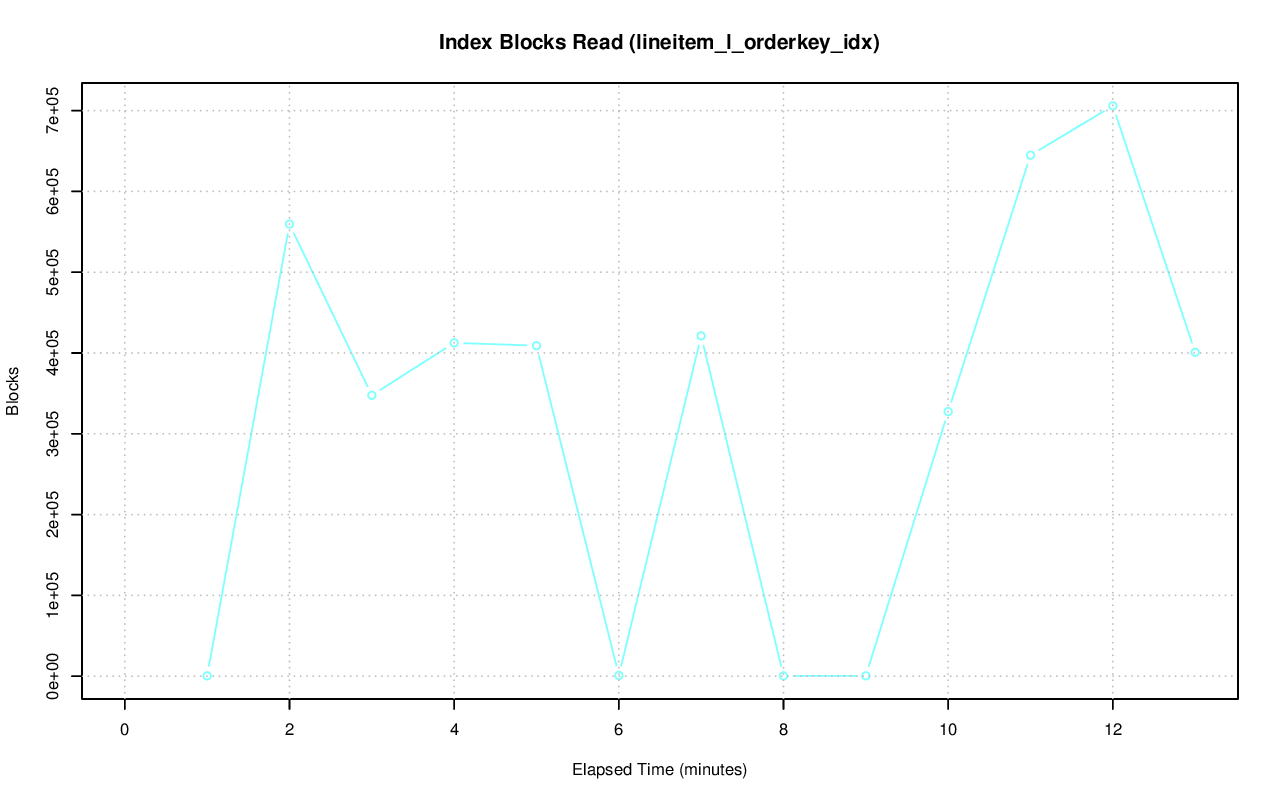 Index Blocks Read (lineitem_l_orderkey_idx)
7e+05
6e+05
5e+05
4e+05
3e+05
2e+05
1e+05
0e+00
Blocks
0 2 4 6 8 10 12
Elapsed Time (minutes)